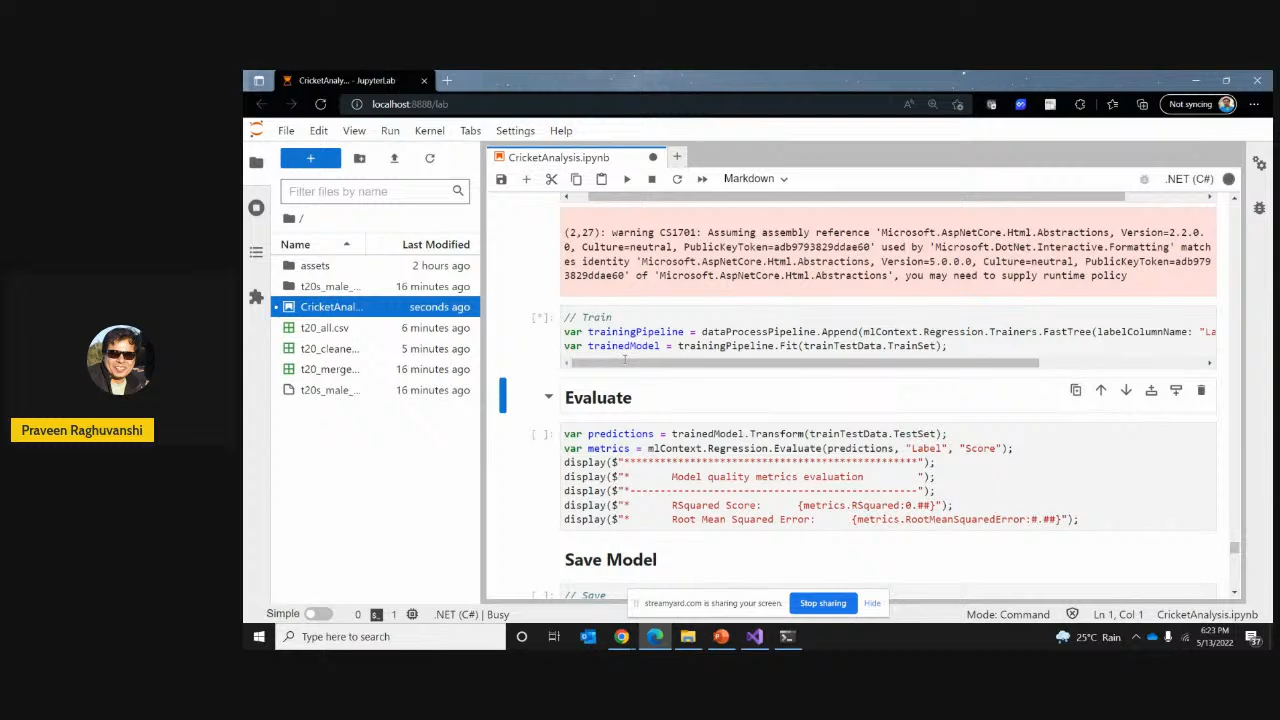 CricketAnaly... - JupyterLab
localhost:8888/lab
Not syncing
File Edit View Run Kernel Tabs Settings Help
CricketAnalysis.ipynb
Filter files by name
Markdown
.NET (C#)
/
Name Last Modified
assets 2 hours ago
t20s_male_... 16 minutes ago
CricketAnal... seconds ago
t20_all.csv 6 minutes ago
t20_cleane... 5 minutes ago
t20_merge... 16 minutes ago
t20s_male_... 16 minutes ago
(2,27): warning CS1701: Assuming assembly reference 'Microsoft.AspNetCore.Html.Abstractions, Version=2.2.0.
0, Culture=neutral, PublicKeyToken=adb9793829ddae60' used by 'Microsoft.DotNet.Interactive.Formatting' match
es identity 'Microsoft.AspNetCore.Html.Abstractions, Version=5.0.0.0, Culture=neutral, PublicKeyToken=adb979
3829ddae60' of 'Microsoft.AspNetCore.Html.Abstractions', you may need to supply runtime policy
[*]: // Train
var trainingPipeline = dataProcessPipeline.Append(mlContext.Regression.Trainers.FastTree(labelColumnName: "La
var trainedModel = trainingPipeline.Fit(trainTestData.TrainSet);
Evaluate
[ ]: var predictions = trainedModel.Transform(trainTestData.TestSet);
var metrics = mlContext.Regression.Evaluate(predictions, "Label", "Score");
display($"*************************************************");
display($"* Model quality metrics evaluation ");
display($"*------------------------------------------------");
display($"* RSquared Score: {metrics.RSquared:0.##}");
display($"* Root Mean Squared Error: {metrics.RootMeanSquaredError:#.##}");
Save Model
[ ]: // Save
streamyard.com is sharing your screen. Stop sharing Hide
Simple 0 1 .NET (C#) | Busy
Mode: Command Ln 1, Col 1 CricketAnalysis.ipynb
Type here to search
25°C Rain
6:23 PM
5/13/2022
37
Praveen Raghuvanshi